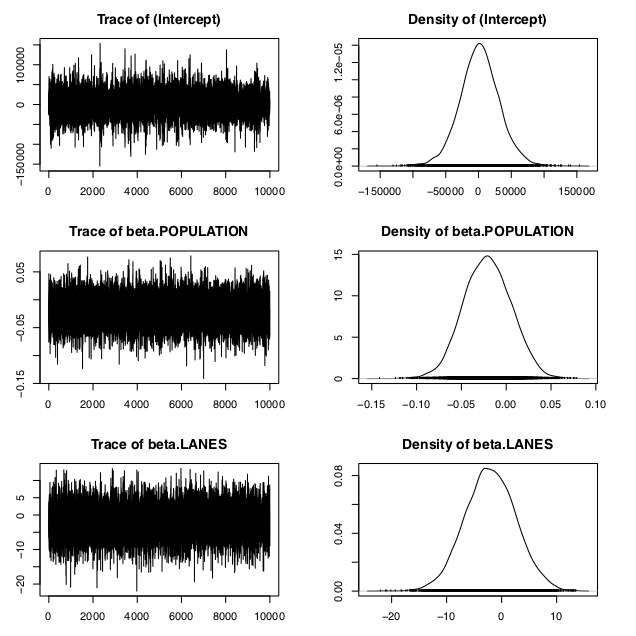 Trace of (Intercept)
−150000 0 100000
0 2000 4000 6000 8000 10000
Density of (Intercept)
0.0e+00 6.0e−06 1.2e−05
−150000 −50000 0 50000 150000
Trace of beta.POPULATION
−0.15 −0.05 0.05
0 2000 4000 6000 8000 10000
Density of beta.POPULATION
0 5 10 15
−0.15 −0.10 −0.05 0.00 0.05 0.10
Trace of beta.LANES
−20 −10 0 5
0 2000 4000 6000 8000 10000
Density of beta.LANES
0.00 0.04 0.08
−20 −10 0 10